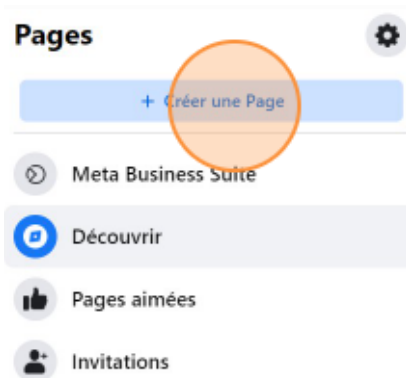 Pages
+ Créer une Page
Meta Business Suite
Découvrir
Pages aimées
Invitations